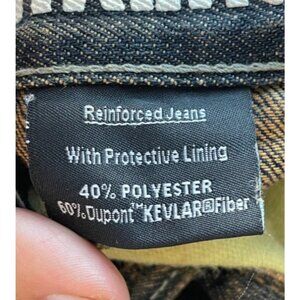 Reinforced Jeans
With Protective Lining
40% POLYESTER
60% Dupont™ KEVLAR® Fiber